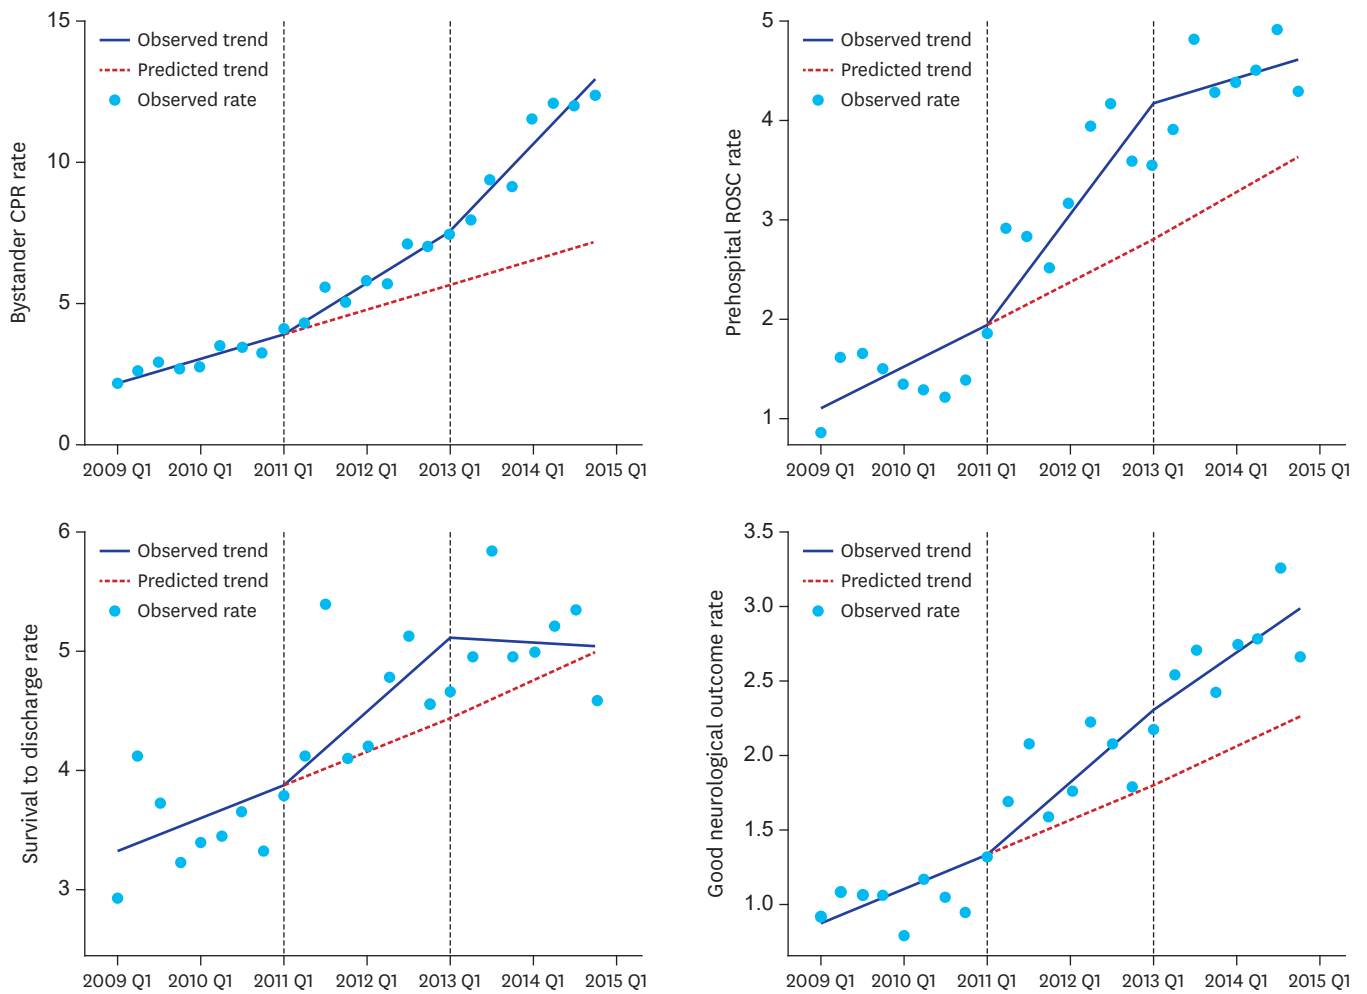 Bystander CPR rate
15
10
5
0
Observed trend
Predicted trend
Observed rate
2009 Q1 2010 Q1 2011 Q1 2012 Q1 2013 Q1 2014 Q1 2015 Q1
Prehospital ROSC rate
5
4
3
2
1
Observed trend
Predicted trend
Observed rate
2009 Q1 2010 Q1 2011 Q1 2012 Q1 2013 Q1 2014 Q1 2015 Q1
Survival to discharge rate
6
5
4
3
Observed trend
Predicted trend
Observed rate
2009 Q1 2010 Q1 2011 Q1 2012 Q1 2013 Q1 2014 Q1 2015 Q1
Good neurological outcome rate
3.5
3.0
2.5
2.0
1.5
1.0
Observed trend
Predicted trend
Observed rate
2009 Q1 2010 Q1 2011 Q1 2012 Q1 2013 Q1 2014 Q1 2015 Q1